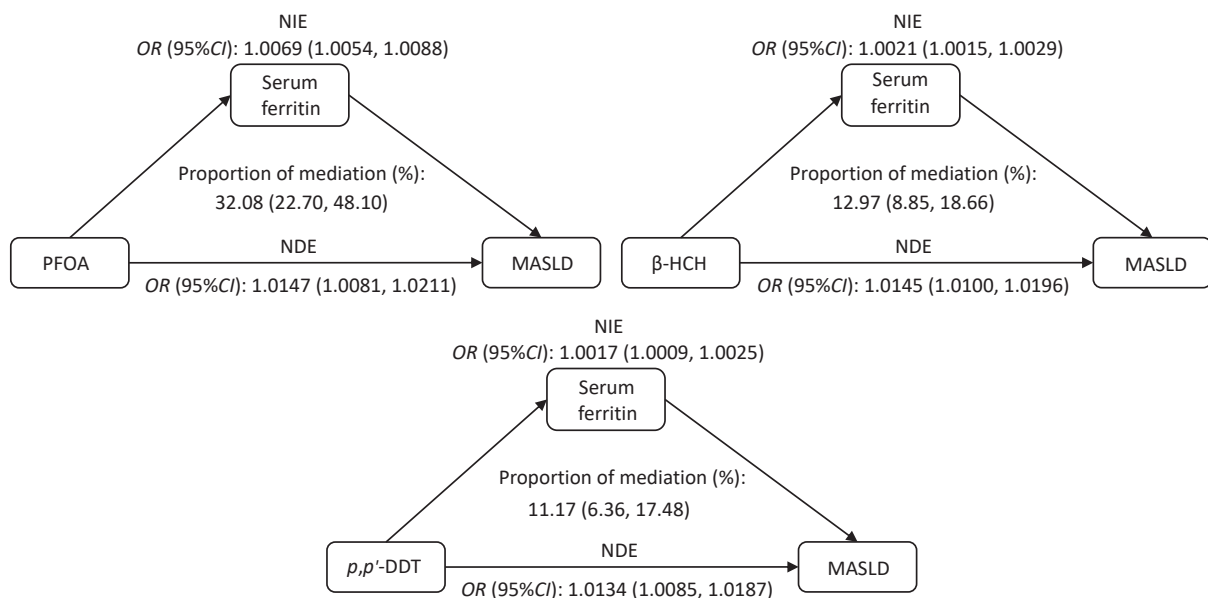 NIE
OR (95%CI): 1.0069 (1.0054, 1.0088)
Serum
ferritin
Proportion of mediation (%):
32.08 (22.70, 48.10)
PFOA
NDE
MASLD
OR (95%CI): 1.0147 (1.0081, 1.0211)
NIE
OR (95%CI): 1.0021 (1.0015, 1.0029)
Serum
ferritin
Proportion of mediation (%):
12.97 (8.85, 18.66)
β-HCH
NDE
MASLD
OR (95%CI): 1.0145 (1.0100, 1.0196)
NIE
OR (95%CI): 1.0017 (1.0009, 1.0025)
Serum
ferritin
Proportion of mediation (%):
11.17 (6.36, 17.48)
p,p'-DDT
NDE
MASLD
OR (95%CI): 1.0134 (1.0085, 1.0187)